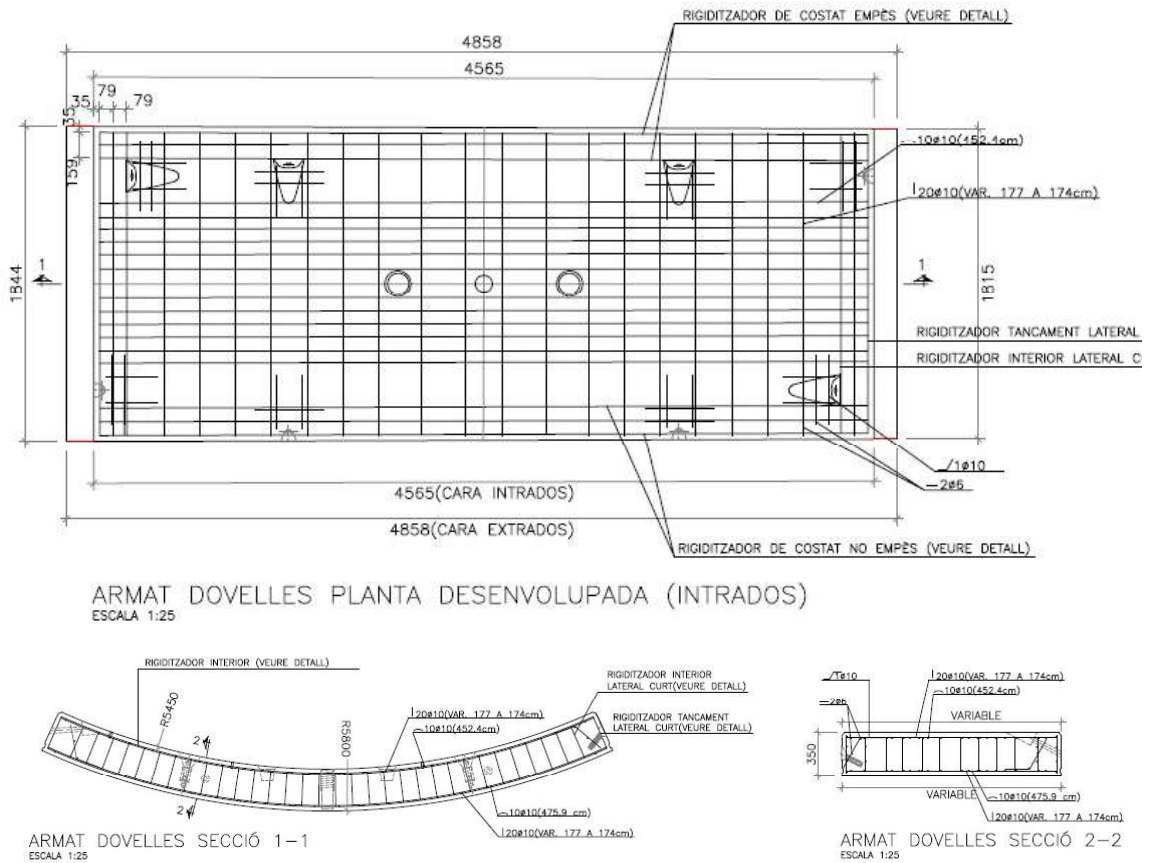 RIGIDITZADOR DE COSTAT EMPÈS (VEURE DETALL)
4858
4565
79
35
79
35
159
10ø10(452.4cm)
20ø10(VAR. 177 A 174cm)
1
1
1844
1815
RIGIDITZADOR TANCAMENT LATERAL
RIGIDITZADOR INTERIOR LATERAL C
1ø10
2ø6
4565(CARA INTRADOS)
4858(CARA EXTRADOS)
RIGIDITZADOR DE COSTAT NO EMPÈS (VEURE DETALL)
ARMAT DOVELLES PLANTA DESENVOLUPADA (INTRADOS)
ESCALA 1:25
RIGIDITZADOR INTERIOR (VEURE DETALL)
R5450
R5800
2
2
20ø10(VAR. 177 A 174cm)
10ø10(452.4cm)
RIGIDITZADOR INTERIOR
LATERAL CURT(VEURE DETALL)
RIGIDITZADOR TANCAMENT
LATERAL CURT(VEURE DETALL)
10ø10(475.9 cm)
20ø10(VAR. 177 A 174cm)
ARMAT DOVELLES SECCIÓ 1-1
ESCALA 1:25
2ø6
20ø10(VAR. 177 A 174cm)
10ø10(452.4cm)
VARIABLE
350
VARIABLE
10ø10(475.9 cm)
20ø10(VAR. 177 A 174cm)
ARMAT DOVELLES SECCIÓ 2-2
ESCALA 1:25